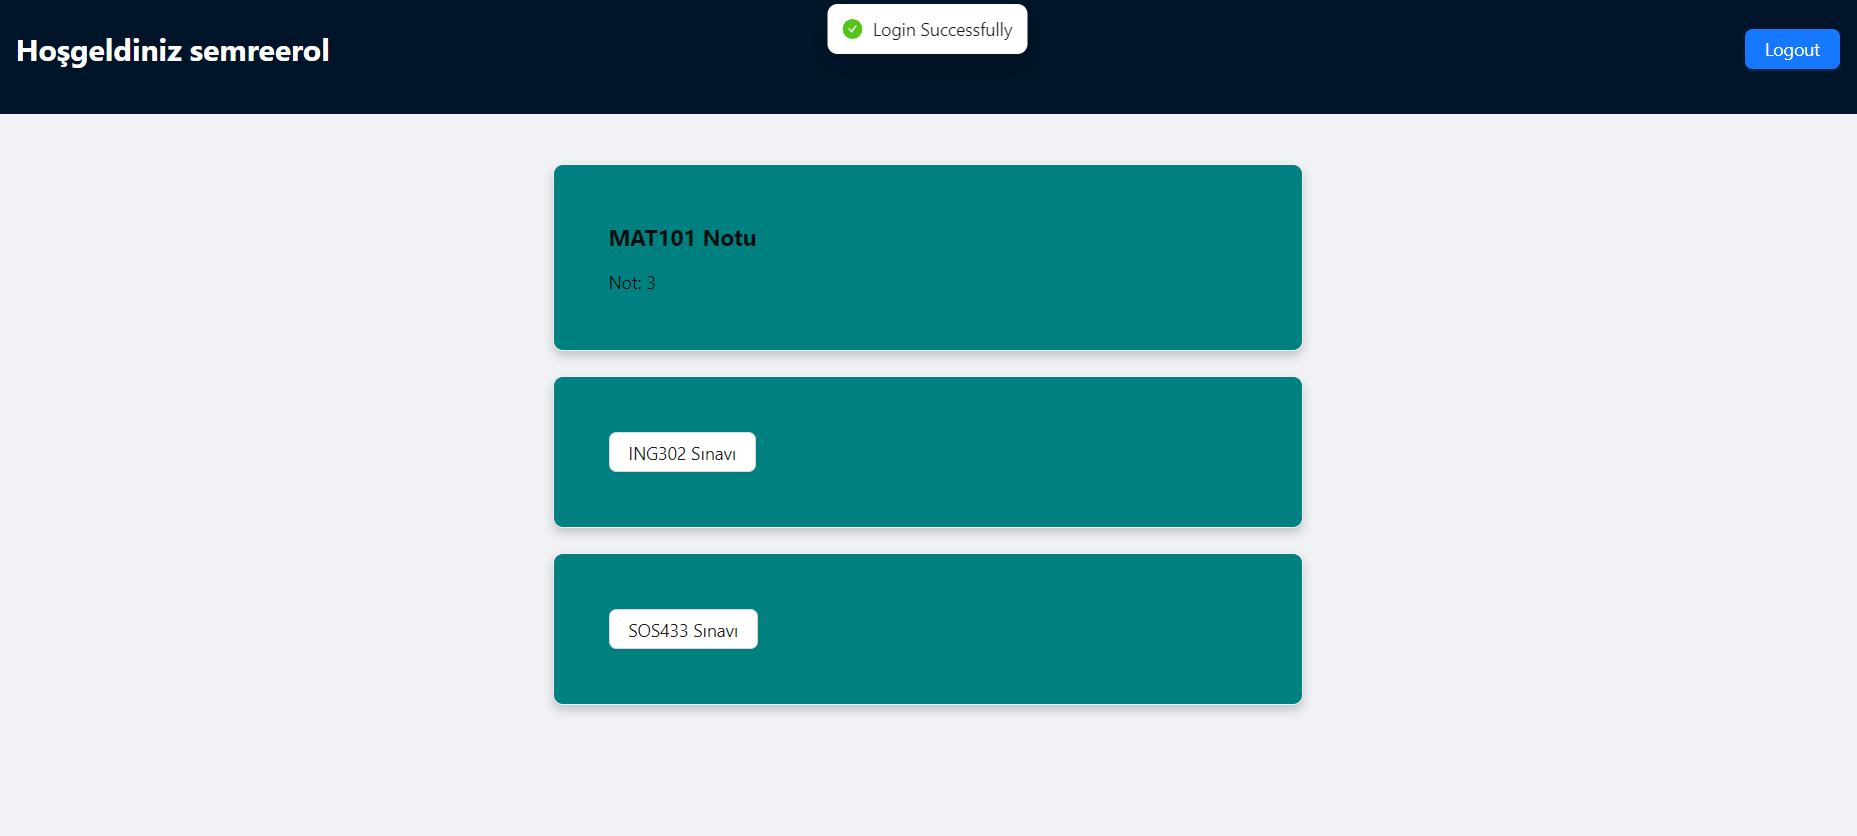 Hoşgeldiniz semreerol
Login Successfully
Logout
MAT101 Notu
Not: 3
ING302 Sınavı
SOS433 Sınavı